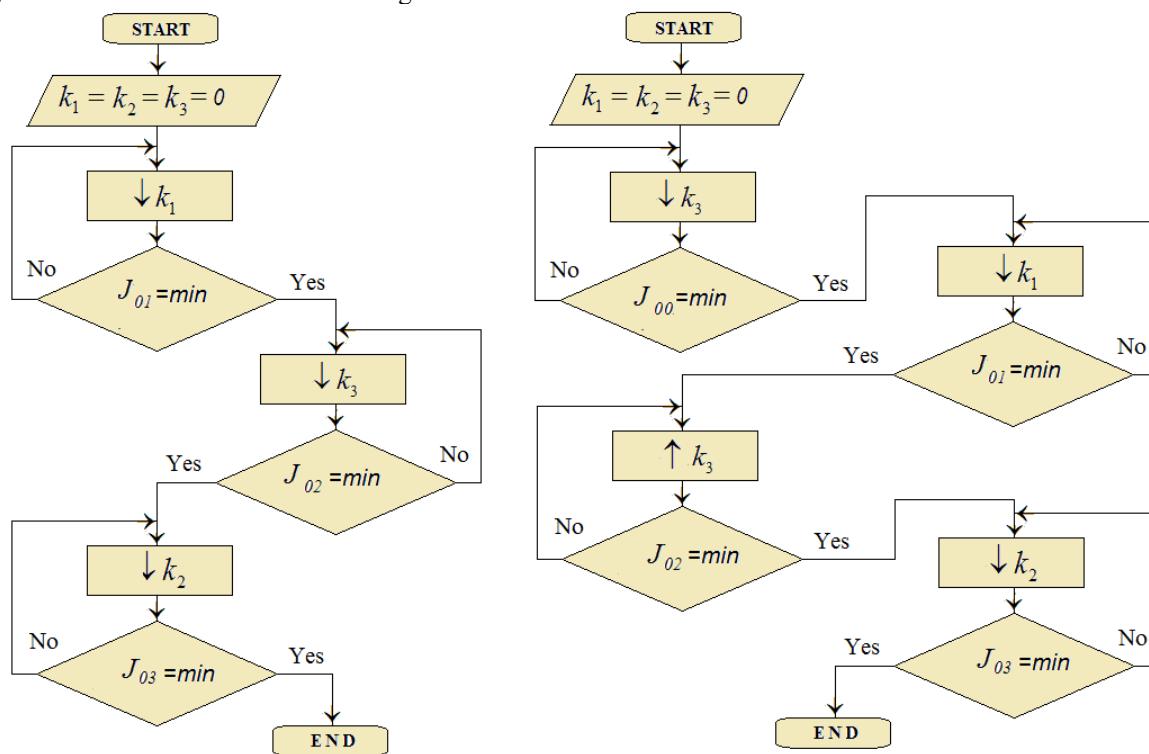 START
k₁ = k₂ = k₃ = 0
↓ k₁
No
J₀₁ = min
Yes
↓ k₃
Yes
J₀₂ = min
No
↓ k₂
No
J₀₃ = min
Yes
END
START
k₁ = k₂ = k₃ = 0
↓ k₃
No
J₀₀ = min
Yes
↓ k₁
Yes
J₀₁ = min
No
↑ k₃
No
J₀₂ = min
Yes
↓ k₂
Yes
J₀₃ = min
No
END